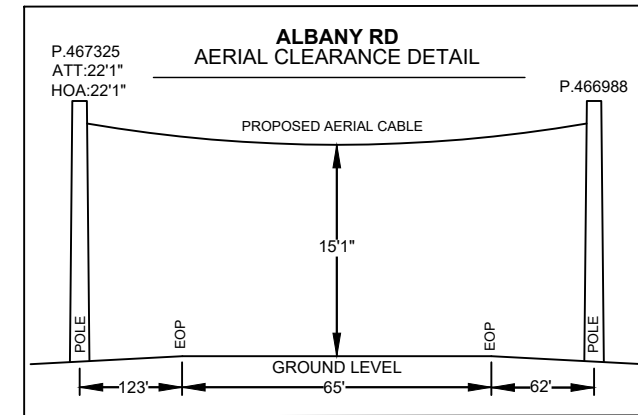 ALBANY RD
AERIAL CLEARANCE DETAIL
P.467325
ATT:22'1"
HOA:22'1"
P.466988
PROPOSED AERIAL CABLE
15'1"
POLE
EOP
EOP
POLE
GROUND LEVEL
123'
65'
62'